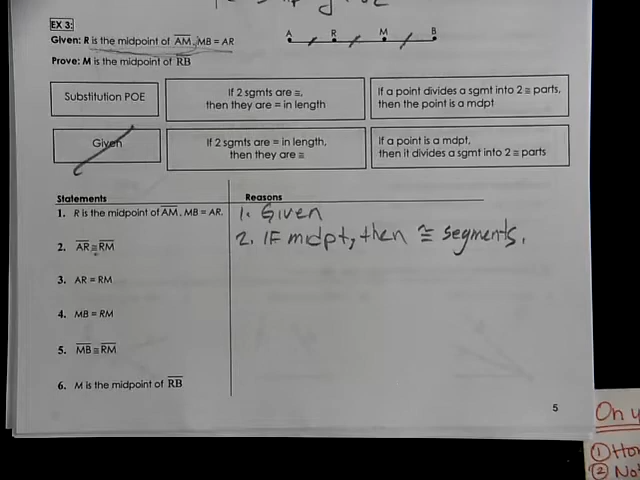 EX 3:
Given: R is the midpoint of AM, MB = AR
A R M B
Prove: M is the midpoint of RB
Substitution POE
If 2 sgmts are ≅,
then they are = in length
If a point divides a sgmt into 2 ≅ parts,
then the point is a mdpt
Given
If 2 sgmts are = in length,
then they are ≅
If a point is a mdpt,
then it divides a sgmt into 2 ≅ parts
Statements Reasons
1. R is the midpoint of AM, MB = AR. 1. Given
2. AR ≅ RM 2. IF midpt, then ≅ segments.
3. AR = RM
4. MB = RM
5. MB ≅ RM
6. M is the midpoint of RB
5
On y
① Hom
② Not